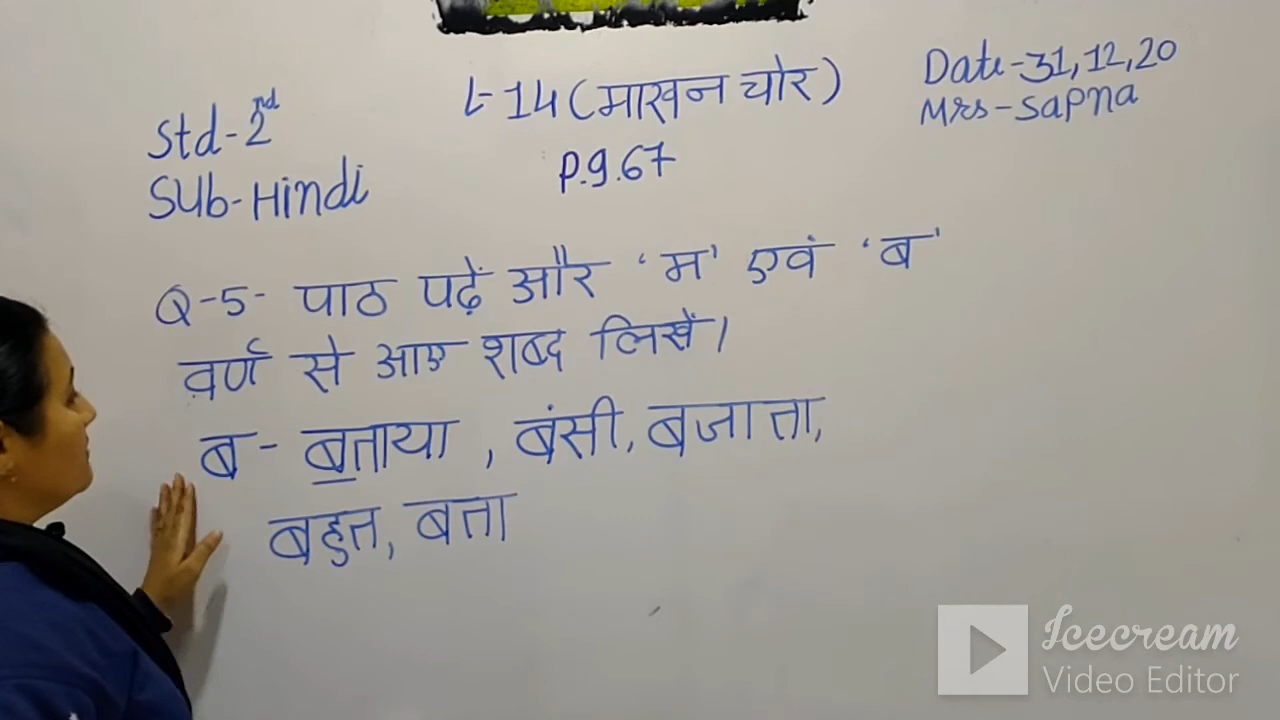 Std-2nd
Sub-Hindi
L-14 (माखन चोर)
P.g.67
Date-31,12,20
Mrs-Sapna
Q-5- पाठ पढ़ें और 'म' एवं 'ब'
वर्ण से आए शब्द लिखें।
ब - बताया, बंसी, बजाता,
बहुत, बता
Icecream
Video Editor